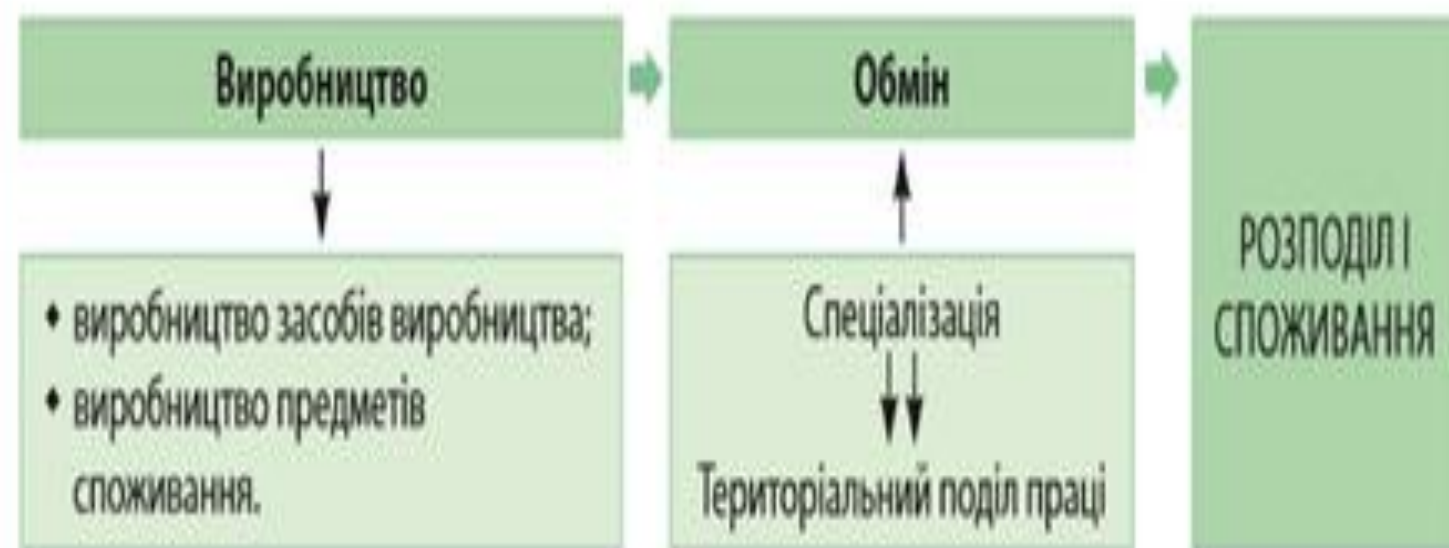 Виробництво
Обмін
РОЗПОДІЛ І
СПОЖИВАННЯ
• виробництво засобів виробництва;
• виробництво предметів
споживання.
Спеціалізація
Територіальний поділ праці